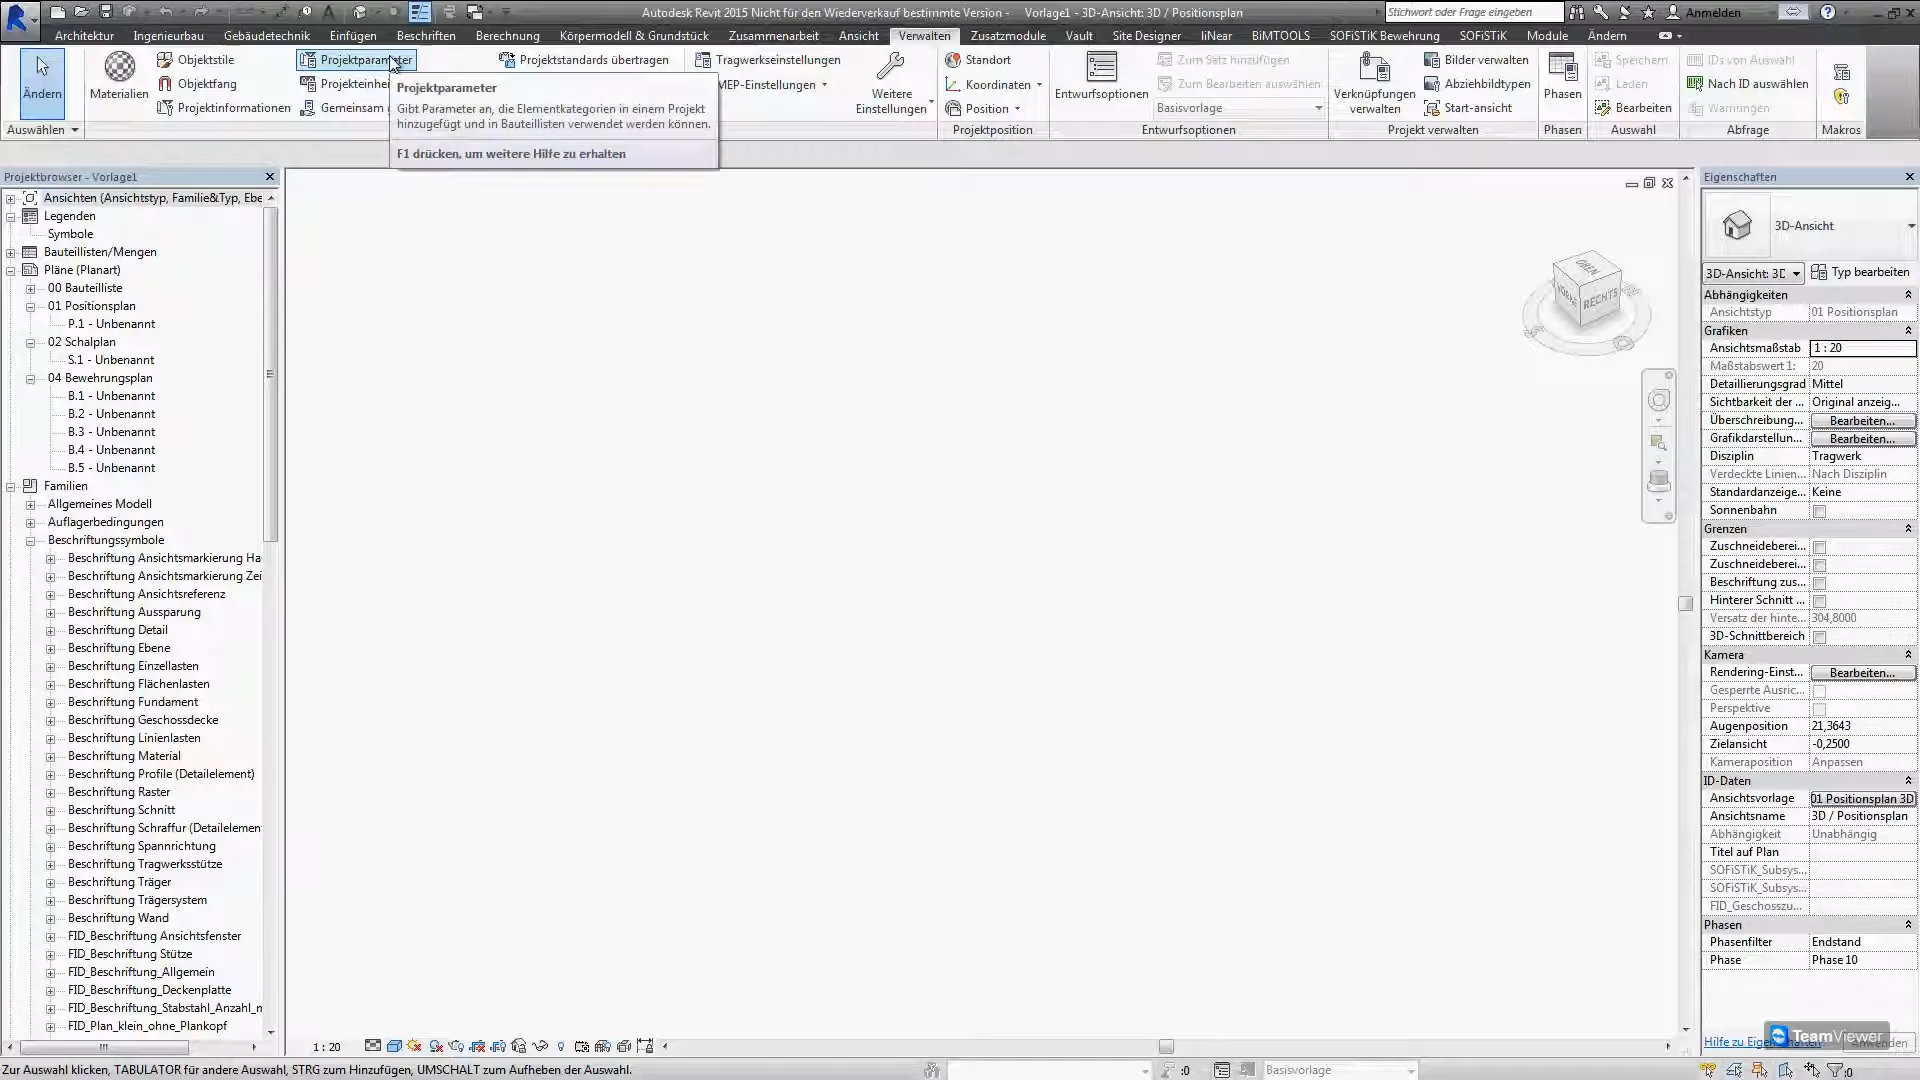 Autodesk Revit 2015 Nicht für den Wiederverkauf bestimmte Version - Vorlage1 - 3D-Ansicht: 3D / Positionsplan
Stichwort oder Frage eingeben
Anmelden
Architektur Ingenieurbau Gebäudetechnik Einfügen Beschriften Berechnung Körpermodell & Grundstück Zusammenarbeit Ansicht Verwalten Zusatzmodule Vault Site Designer liNear BiMTOOLS SOFiSTiK Bewehrung SOFiSTiK Module Ändern
Objektstile Projektparameter Projektstandards übertragen Tragwerkseinstellungen Standort Zum Satz hinzufügen Bilder verwalten Speichern IDs von Auswahl
Objektfang Projekteinhei MEP-Einstellungen Koordinaten Zum Bearbeiten auswählen Abziehbildtypen Laden Nach ID auswählen
Ändern Materialien Weitere Entwurfsoptionen Verknüpfungen Phasen
Projektinformationen Gemeinsam Einstellungen Position Basisvorlage verwalten Start-ansicht Bearbeiten Warnungen
Auswählen Projektposition Entwurfsoptionen Projekt verwalten Phasen Auswahl Abfrage Makros
Projektparameter
Gibt Parameter an, die Elementkategorien in einem Projekt
hinzugefügt und in Bauteillisten verwendet werden können.
F1 drücken, um weitere Hilfe zu erhalten
Projektbrowser - Vorlage1
Ansichten (Ansichtstyp, Familie&Typ, Ebe
Legenden
Symbole
Bauteillisten/Mengen
Pläne (Planart)
00 Bauteilliste
01 Positionsplan
P.1 - Unbenannt
02 Schalplan
S.1 - Unbenannt
04 Bewehrungsplan
B.1 - Unbenannt
B.2 - Unbenannt
B.3 - Unbenannt
B.4 - Unbenannt
B.5 - Unbenannt
Familien
Allgemeines Modell
Auflagerbedingungen
Beschriftungssymbole
Beschriftung Ansichtsmarkierung Ha
Beschriftung Ansichtsmarkierung Zei
Beschriftung Ansichtsreferenz
Beschriftung Aussparung
Beschriftung Detail
Beschriftung Ebene
Beschriftung Einzellasten
Beschriftung Flächenlasten
Beschriftung Fundament
Beschriftung Geschossdecke
Beschriftung Linienlasten
Beschriftung Material
Beschriftung Profile (Detailelement)
Beschriftung Raster
Beschriftung Schnitt
Beschriftung Schraffur (Detailelemen
Beschriftung Spannrichtung
Beschriftung Tragwerksstütze
Beschriftung Träger
Beschriftung Trägersystem
Beschriftung Wand
FID_Beschriftung Ansichtsfenster
FID_Beschriftung Stütze
FID_Beschriftung_Allgemein
FID_Beschriftung_Deckenplatte
FID_Beschriftung_Stabstahl_Anzahl_n
FID_Plan_klein_ohne_Plankopf
OBEN
RECHTS
Eigenschaften
3D-Ansicht
3D-Ansicht: 3D Typ bearbeiten
Abhängigkeiten
Ansichtstyp 01 Positionsplan
Grafiken
Ansichtsmaßstab 1 : 20
Maßstabswert 1: 20
Detaillierungsgrad Mittel
Sichtbarkeit der ... Original anzeig...
Überschreibung... Bearbeiten...
Grafikdarstellun... Bearbeiten...
Disziplin Tragwerk
Verdeckte Linien... Nach Disziplin
Standardanzeige... Keine
Sonnenbahn
Grenzen
Zuschneideberei...
Zuschneideberei...
Beschriftung zus...
Hinterer Schnitt ...
Versatz der hinte... 304,8000
3D-Schnittbereich
Kamera
Rendering-Einst... Bearbeiten...
Gesperrte Ausric...
Perspektive
Augenposition 21,3643
Zielansicht -0,2500
Kameraposition Anpassen
ID-Daten
Ansichtsvorlage 01 Positionsplan 3D
Ansichtsname 3D / Positionsplan
Abhängigkeit Unabhängig
Titel auf Plan
SOFiSTiK_Subsys...
SOFiSTiK_Subsys...
FID_Geschosszu...
Phasen
Phasenfilter Endstand
Phase Phase 10
Hilfe zu Eigenschaften
TeamViewer
Anwenden
1 : 20
Zur Auswahl klicken, TABULATOR für andere Auswahl, STRG zum Hinzufügen, UMSCHALT zum Aufheben der Auswahl.
:0
Basisvorlage
:0